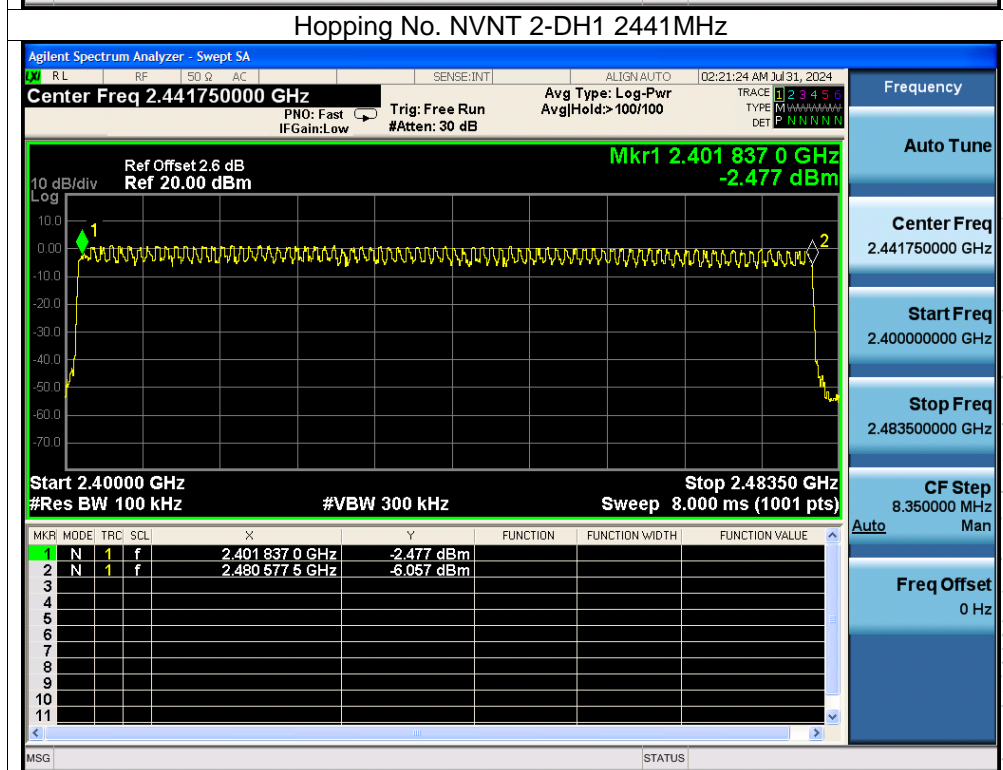 Hopping No. NVNT 2-DH1 2441MHz
Agilent Spectrum Analyzer - Swept SA
LXI RL RF 50 Ω AC SENSE:INT ALIGN AUTO 02:21:24 AM Jul 31, 2024
Center Freq 2.441750000 GHz Avg Type: Log-Pwr TRACE 1 2 3 4 5 6
PNO: Fast Trig: Free Run Avg|Hold:>100/100 TYPE M
IFGain:Low #Atten: 30 dB DET P N N N N N
Mkr1 2.401 837 0 GHz
-2.477 dBm
Ref Offset 2.6 dB
10 dB/div Ref 20.00 dBm
Log
10.0
0.00
-10.0
-20.0
-30.0
-40.0
-50.0
-60.0
-70.0
1
2
Start 2.40000 GHz Stop 2.48350 GHz
#Res BW 100 kHz #VBW 300 kHz Sweep 8.000 ms (1001 pts)
MKR MODE TRC SCL X Y FUNCTION FUNCTION WIDTH FUNCTION VALUE
1 N 1 f 2.401 837 0 GHz -2.477 dBm
2 N 1 f 2.480 577 5 GHz -6.057 dBm
3
4
5
6
7
8
9
10
11
MSG STATUS
Frequency
Auto Tune
Center Freq
2.441750000 GHz
Start Freq
2.400000000 GHz
Stop Freq
2.483500000 GHz
CF Step
8.350000 MHz
Auto Man
Freq Offset
0 Hz